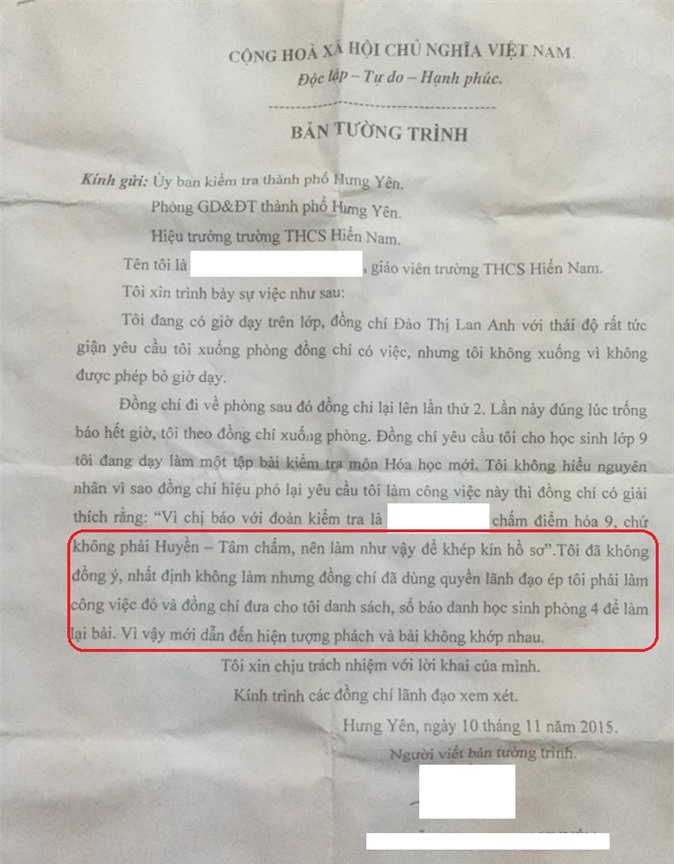 CỘNG HOÀ XÃ HỘI CHỦ NGHĨA VIỆT NAM.
Độc lập – Tự do – Hạnh phúc.
BẢN TƯỜNG TRÌNH
Kính gửi: Ủy ban kiểm tra thành phố Hưng Yên.
Phòng GD&ĐT thành phố Hưng Yên.
Hiệu trưởng trường THCS Hiến Nam.
Tên tôi là , giáo viên trường THCS Hiến Nam.
Tôi xin trình bày sự việc như sau:
Tôi đang có giờ dạy trên lớp, đồng chí Đào Thị Lan Anh với thái độ rất tức
giận yêu cầu tôi xuống phòng đồng chí có việc, nhưng tôi không xuống vì không
được phép bỏ giờ dạy.
Đồng chí đi về phòng sau đó đồng chí lại lên lần thứ 2. Lần này đúng lúc trống
báo hết giờ, tôi theo đồng chí xuống phòng. Đồng chí yêu cầu tôi cho học sinh lớp 9
tôi đang dạy làm một tập bài kiểm tra môn Hóa học mới. Tôi không hiểu nguyên
nhân vì sao đồng chí hiệu phó lại yêu cầu tôi làm công việc này thì đồng chí có giải
thích rằng: “Vì chị báo với đoàn kiểm tra là chấm điểm hóa 9, chứ
không phải Huyền – Tâm chấm, nên làm như vậy để khép kín hồ sơ”.Tôi đã không
đồng ý, nhất định không làm nhưng đồng chí đã dùng quyền lãnh đạo ép tôi phải làm
công việc đó và đồng chí đưa cho tôi danh sách, số báo danh học sinh phòng 4 để làm
lại bài. Vì vậy mới dẫn đến hiện tượng phách và bài không khớp nhau.
Tôi xin chịu trách nhiệm với lời khai của mình.
Kính trình các đồng chí lãnh đạo xem xét.
Hưng Yên, ngày 10 tháng 11 năm 2015.
Người viết bản tường trình.